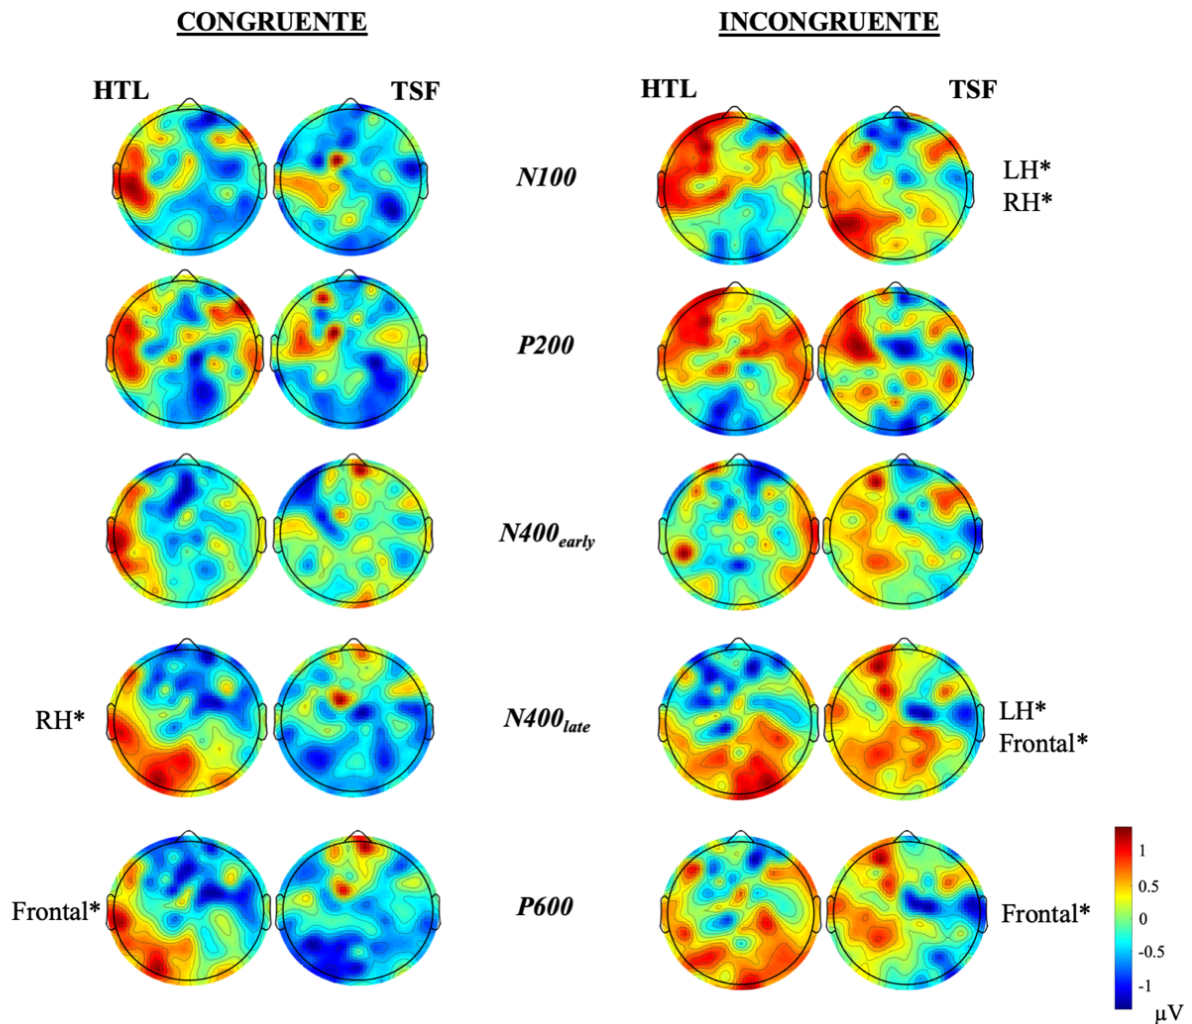 CONGRUENTE
INCONGRUENTE
HTL
TSF
HTL
TSF
N100
LH*
RH*
P200
N400early
RH*
N400late
LH*
Frontal*
Frontal*
P600
Frontal*
1
0.5
0
-0.5
-1
µV